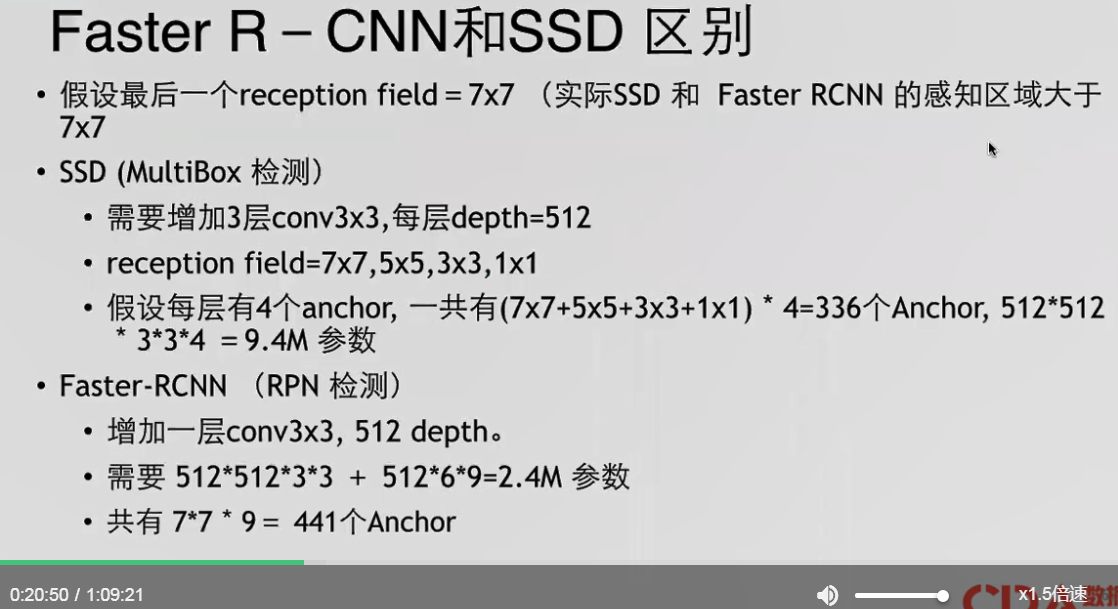 Faster R – CNN和SSD 区别
• 假设最后一个reception field = 7x7 （实际SSD 和 Faster RCNN 的感知区域大于
7x7
• SSD (MultiBox 检测）
• 需要增加3层conv3x3,每层depth=512
• reception field=7x7,5x5,3x3,1x1
• 假设每层有4个anchor, 一共有(7x7+5x5+3x3+1x1) * 4=336个Anchor, 512*512
* 3*3*4 = 9.4M 参数
• Faster-RCNN （RPN 检测）
• 增加一层conv3x3, 512 depth。
• 需要 512*512*3*3 + 512*6*9=2.4M 参数
• 共有 7*7 * 9 = 441个Anchor
0:20:50 / 1:09:21
x1.5倍速